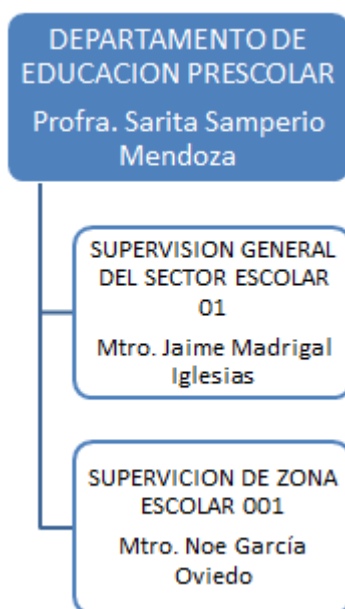 DEPARTAMENTO DE
EDUCACION PRESCOLAR
Profra. Sarita Samperio
Mendoza
SUPERVISION GENERAL
DEL SECTOR ESCOLAR
01
Mtro. Jaime Madrigal
Iglesias
SUPERVICION DE ZONA
ESCOLAR 001
Mtro. Noe García
Oviedo